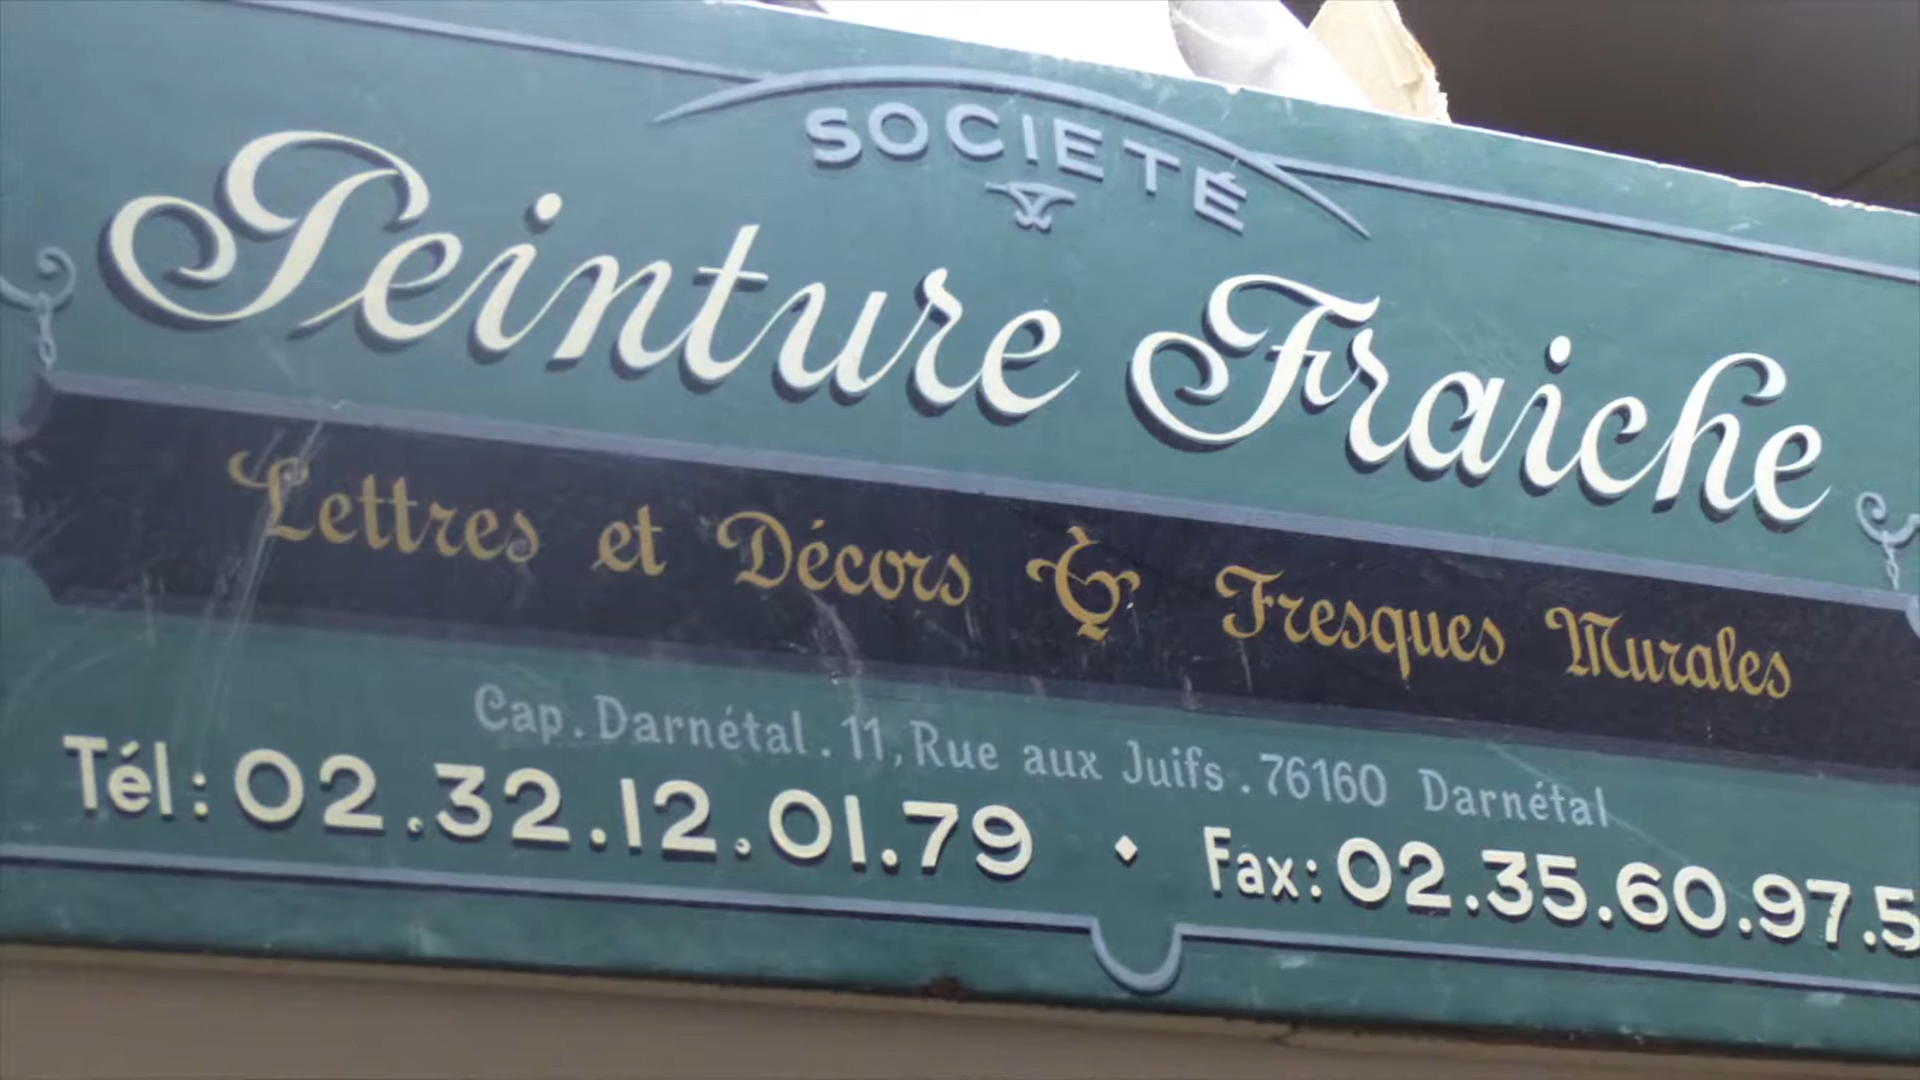 SOCIETÉ
Peinture Fraiche
Lettres et Décors & Fresques Murales
Cap. Darnétal. 11, Rue aux Juifs. 76160 Darnétal
Tél: 02.32.12.01.79 ⬥ Fax: 02.35.60.97.5